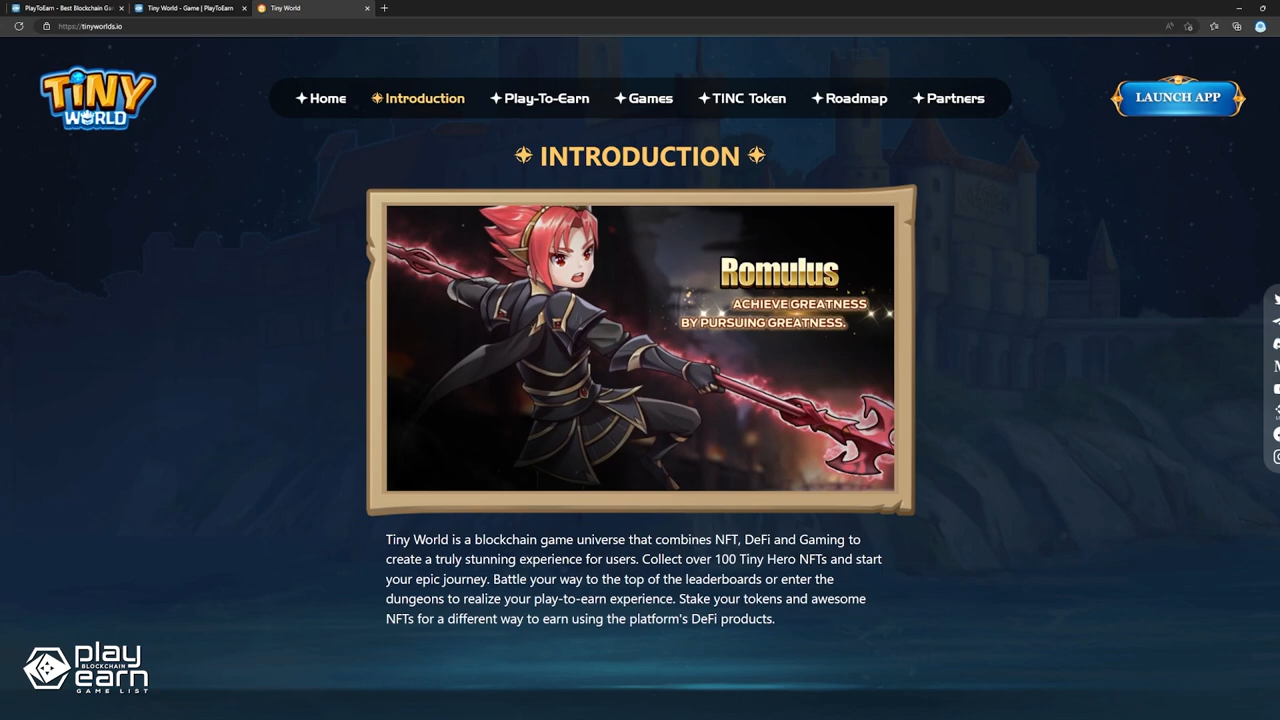 PlayToEarn - Best Blockchain Ga
Tiny World - Game | PlayToEarn
Tiny World
https://tinyworlds.io
TINY
WORLD
Home
Introduction
Play-To-Earn
Games
TINC Token
Roadmap
Partners
LAUNCH APP
INTRODUCTION
Romulus
ACHIEVE GREATNESS
BY PURSUING GREATNESS.
Tiny World is a blockchain game universe that combines NFT, DeFi and Gaming to
create a truly stunning experience for users. Collect over 100 Tiny Hero NFTs and start
your epic journey. Battle your way to the top of the leaderboards or enter the
dungeons to realize your play-to-earn experience. Stake your tokens and awesome
NFTs for a different way to earn using the platform's DeFi products.
play
BLOCKCHAIN
earn
GAME LIST